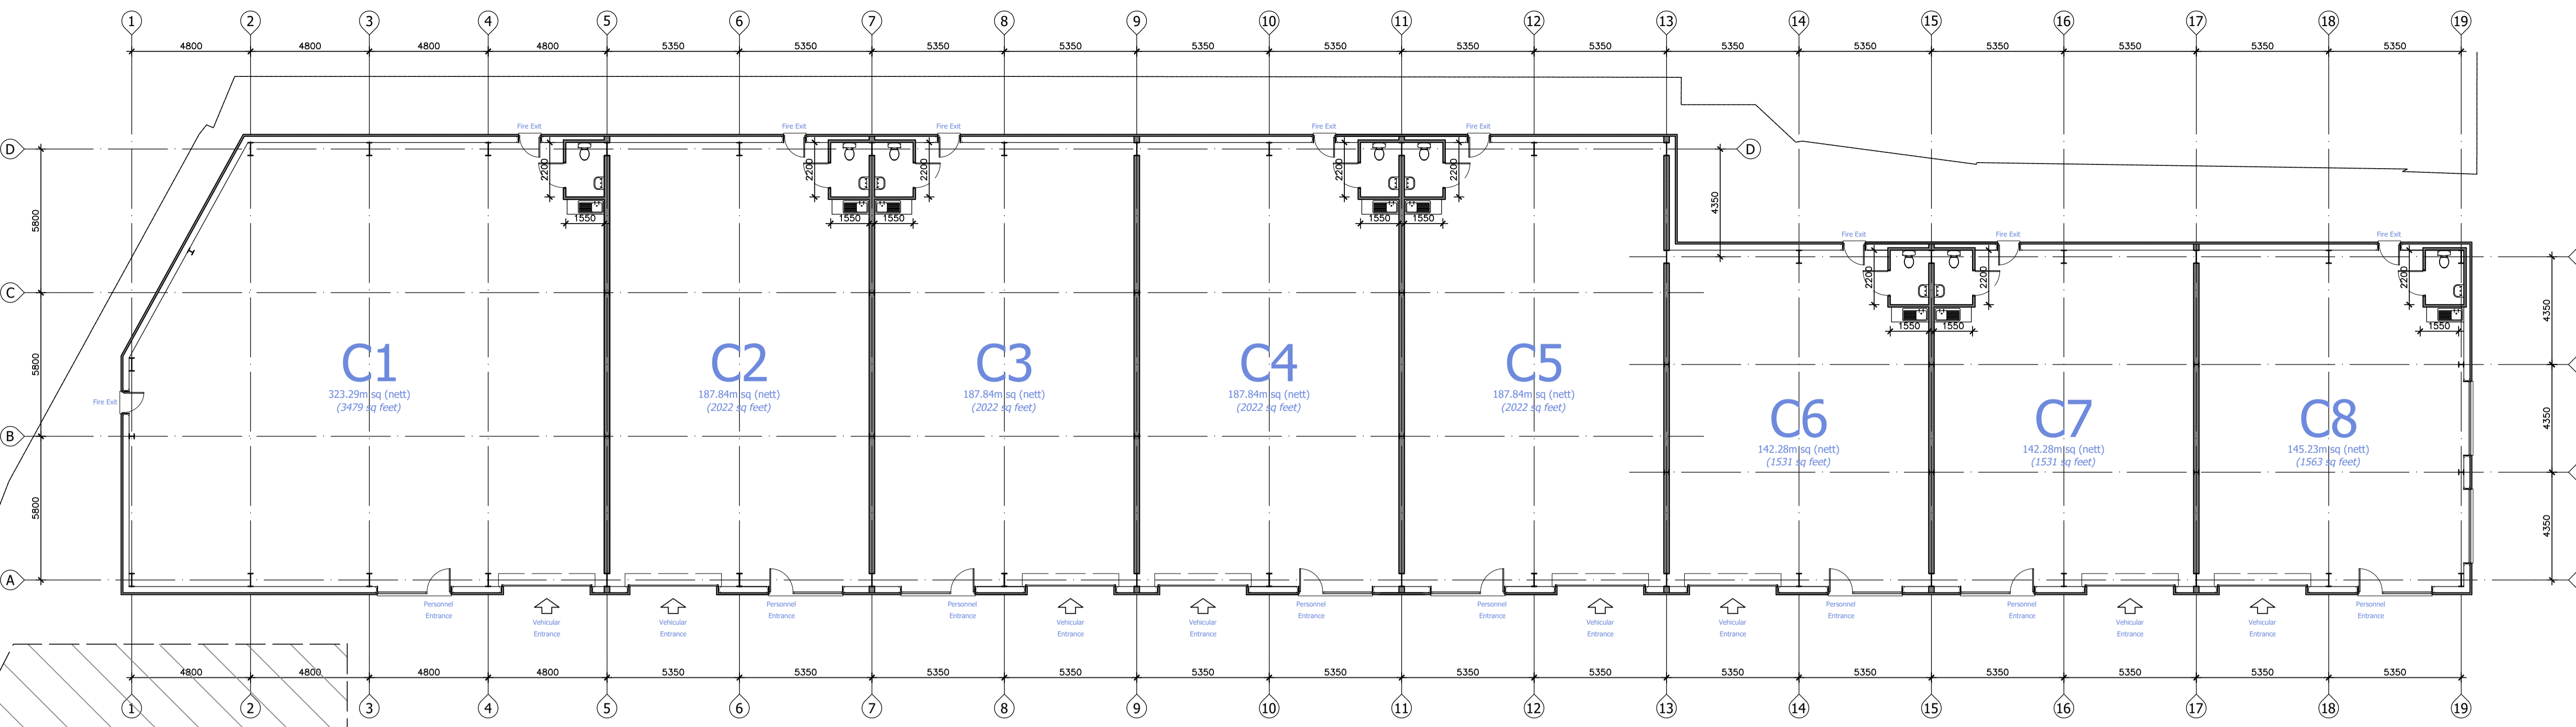 1 2 3 4 5 6 7 8 9 10 11 12 13 14 15 16 17 18 19
4800 4800 4800 4800 5350 5350 5350 5350 5350 5350 5350 5350 5350 5350 5350 5350 5350 5350
Fire Exit Fire Exit Fire Exit Fire Exit Fire Exit
D D
2200 2200 2200 2200 2200
4350
5800
1550 1550 1550 1550 1550
Fire Exit Fire Exit Fire Exit
2200 2200 2200
C
1550 1550 1550
4350
5800
C1 C2 C3 C4 C5
323.29m sq (nett) 187.84m sq (nett) 187.84m sq (nett) 187.84m sq (nett) 187.84m sq (nett)
(3479 sq feet) (2022 sq feet) (2022 sq feet) (2022 sq feet) (2022 sq feet)
Fire Exit
C6 C7 C8
142.28m sq (nett) 142.28m sq (nett) 145.23m sq (nett)
(1531 sq feet) (1531 sq feet) (1563 sq feet)
4350
B
5800
4350
A
Personnel Personnel Personnel Personnel Personnel Personnel Personnel Personnel
Entrance Entrance Entrance Entrance Entrance Entrance Entrance Entrance
Vehicular Vehicular Vehicular Vehicular Vehicular Vehicular Vehicular Vehicular
Entrance Entrance Entrance Entrance Entrance Entrance Entrance Entrance
4800 4800 4800 4800 5350 5350 5350 5350 5350 5350 5350 5350 5350 5350 5350 5350 5350 5350
1 2 3 4 5 6 7 8 9 10 11 12 13 14 15 16 17 18 19